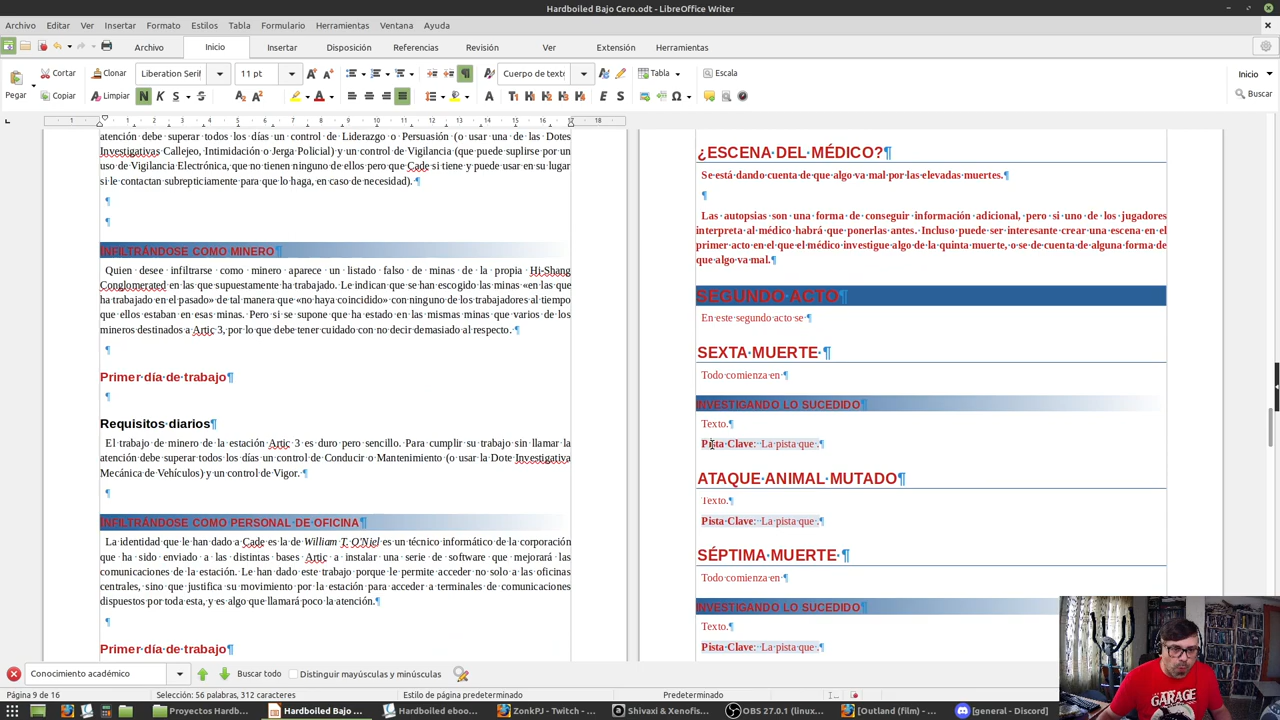 Hardboiled Bajo Cero.odt - LibreOffice Writer
Archivo Editar Ver Insertar Formato Estilos Tabla Formulario Herramientas Ventana Ayuda
Archivo Inicio Insertar Disposición Referencias Revisión Ver Extensión Herramientas
Cortar Clonar Liberation Serif 11 pt Cuerpo de texto Tabla Escala Inicio
Pegar Copiar Limpiar Buscar
atención debe superar todos los días un control de Liderazgo o Persuasión (o usar una de las Dotes
Investigativas Callejeo, Intimidación o Jerga Policial) y un control de Vigilancia (que puede suplirse por un
uso de Vigilancia Electrónica, que no tienen ninguno de ellos pero que Cade si tiene y puede usar en su lugar
si le contactan subrepticiamente para que lo haga, en caso de necesidad). ¶
¶
¶
INFILTRÁNDOSE COMO MINERO¶
Quien desee infiltrarse como minero aparece un listado falso de minas de la propia Hi-Shang
Conglomerated en las que supuestamente ha trabajado. Le indican que se han escogido las minas «en las que
ha trabajado en el pasado» de tal manera que «no haya coincidido» con ninguno de los trabajadores al tiempo
que ellos estaban en esas minas. Pero si se supone que ha estado en las mismas minas que varios de los
mineros destinados a Artic 3, por lo que debe tener cuidado con no decir demasiado al respecto. ¶
¶
Primer día de trabajo¶
¶
Requisitos diarios¶
El trabajo de minero de la estación Artic 3 es duro pero sencillo. Para cumplir su trabajo sin llamar la
atención debe superar todos los días un control de Conducir o Mantenimiento (o usar la Dote Investigativa
Mecánica de Vehículos) y un control de Vigor. ¶
¶
INFILTRÁNDOSE COMO PERSONAL DE OFICINA¶
La identidad que le han dado a Cade es la de William T. O'Niel es un técnico informático de la corporación
que ha sido enviado a las distintas bases Artic a instalar una serie de software que mejorará las
comunicaciones de la estación. Le han dado este trabajo porque le permite acceder no solo a las oficinas
centrales, sino que justifica su movimiento por la estación para acceder a terminales de comunicaciones
dispuestos por toda esta, y es algo que llamará poco la atención.¶
¶
Primer día de trabajo¶
¿ESCENA DEL MÉDICO?¶
Se está dando cuenta de que algo va mal por las elevadas muertes.¶
¶
Las autopsias son una forma de conseguir información adicional, pero si uno de los jugadores
interpreta al médico habrá que ponerlas antes. Incluso puede ser interesante crear una escena en el
primer acto en el que el médico investigue algo de la quinta muerte, o se de cuenta de alguna forma de
que algo va mal.¶
SEGUNDO ACTO¶
En este segundo acto se ¶
SEXTA MUERTE ¶
Todo comienza en ¶
INVESTIGANDO LO SUCEDIDO¶
Texto.¶
Pista Clave: La pista que .¶
ATAQUE ANIMAL MUTADO¶
Texto.¶
Pista Clave: La pista que .¶
SÉPTIMA MUERTE ¶
Todo comienza en ¶
INVESTIGANDO LO SUCEDIDO¶
Texto.¶
Pista Clave: La pista que .¶
Conocimiento académico Buscar todo Distinguir mayúsculas y minúsculas
Página 9 de 16 Selección: 56 palabras, 312 caracteres Estilo de página predeterminado Predeterminado
Proyectos Hardb... Hardboiled Bajo ... Hardboiled eboo... ZonkPJ - Twitch - ... Shivaxi & Xenofis... OBS 27.0.1 (linux... [Outland (film) - ... [general - Discord]
GARAGE